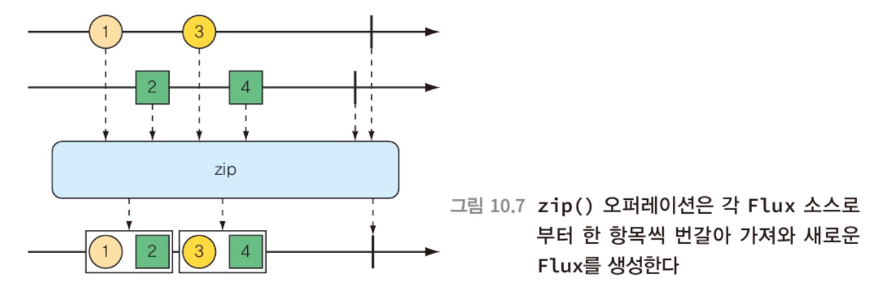 1 3
2 4
zip
1 2 3 4
그림 10.7 zip() 오퍼레이션은 각 Flux 소스로
부터 한 항목씩 번갈아 가져와 새로운
Flux를 생성한다